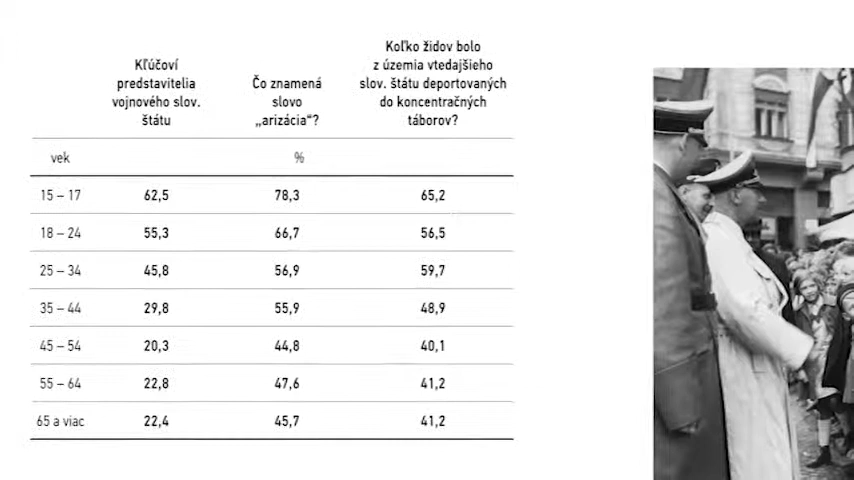 Kľúčoví
predstavitelia
vojnového slov.
štátu
Čo znamená
slovo
„arizácia“?
Koľko židov bolo
z územia vtedajšieho
slov. štátu deportovaných
do koncentračných
táborov?
vek %
15 – 17 62,5 78,3 65,2
18 – 24 55,3 66,7 56,5
25 – 34 45,8 56,9 59,7
35 – 44 29,8 55,9 48,9
45 – 54 20,3 44,8 40,1
55 – 64 22,8 47,6 41,2
65 a viac 22,4 45,7 41,2